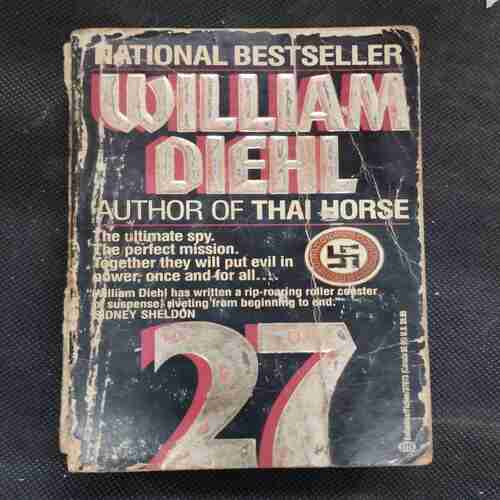 NATIONAL BESTSELLER
WILLIAM
DIEHL
AUTHOR OF THAI HORSE
The ultimate spy.
The perfect mission.
Together they will put evil in
power, once and for all....
"William Diehl has written a rip-roaring roller coaster
of suspense, riveting from beginning to end."
SIDNEY SHELDON
27